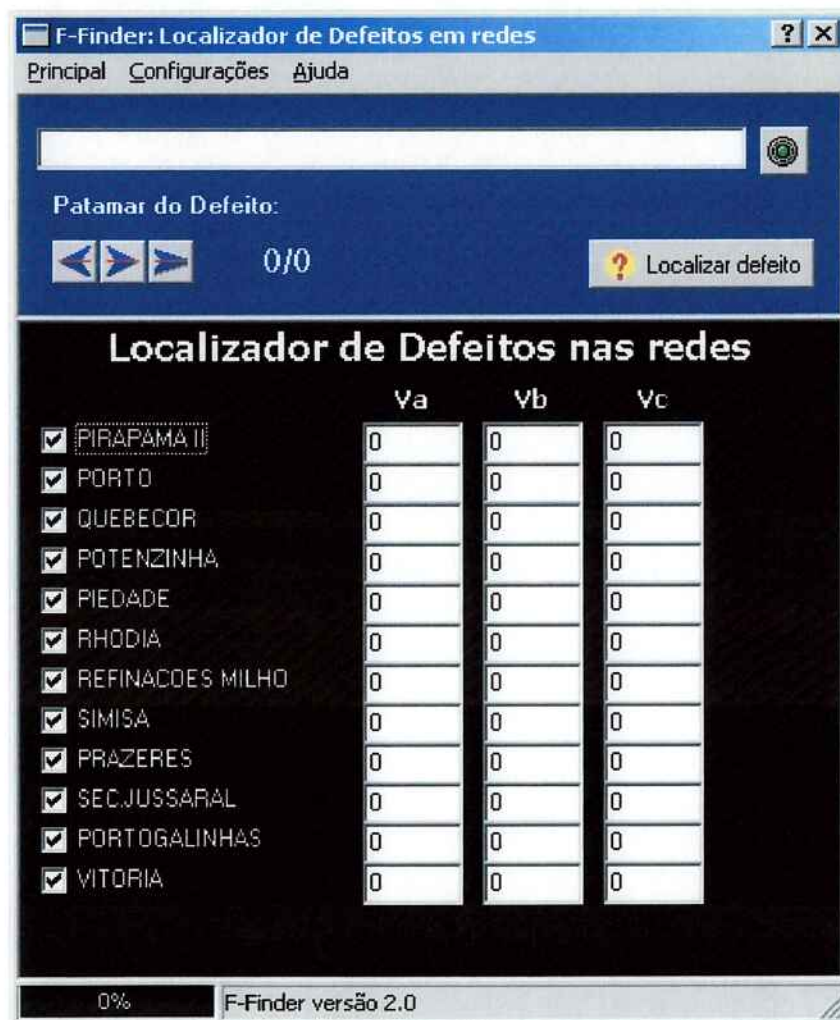 F-Finder: Localizador de Defeitos em redes
Principal Configurações Ajuda
Patamar do Defeito:
0/0 Localizar defeito
Localizador de Defeitos nas redes
Va Vb Vc
PIRAPAMA II 0 0 0
PORTO 0 0 0
QUEBECOR 0 0 0
POTENZINHA 0 0 0
PIEDADE 0 0 0
RHODIA 0 0 0
REFINACOES MILHO 0 0 0
SIMISA 0 0 0
PRAZERES 0 0 0
SEC.JUSSARAL 0 0 0
PORTOGALINHAS 0 0 0
VITORIA 0 0 0
0% F-Finder versão 2.0